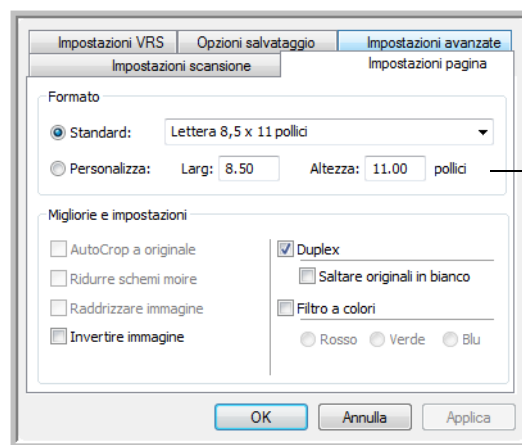 Impostazioni VRS Opzioni salvataggio Impostazioni avanzate
Impostazioni scansione Impostazioni pagina
Formato
Standard: Lettera 8,5 x 11 pollici
Personalizza: Larg: 8.50 Altezza: 11.00 pollici
Migliorie e impostazioni
AutoCrop a originale
Ridurre schemi moire
Raddrizzare immagine
Invertire immagine
Duplex
Saltare originali in bianco
Filtro a colori
Rosso Verde Blu
OK Annulla Applica